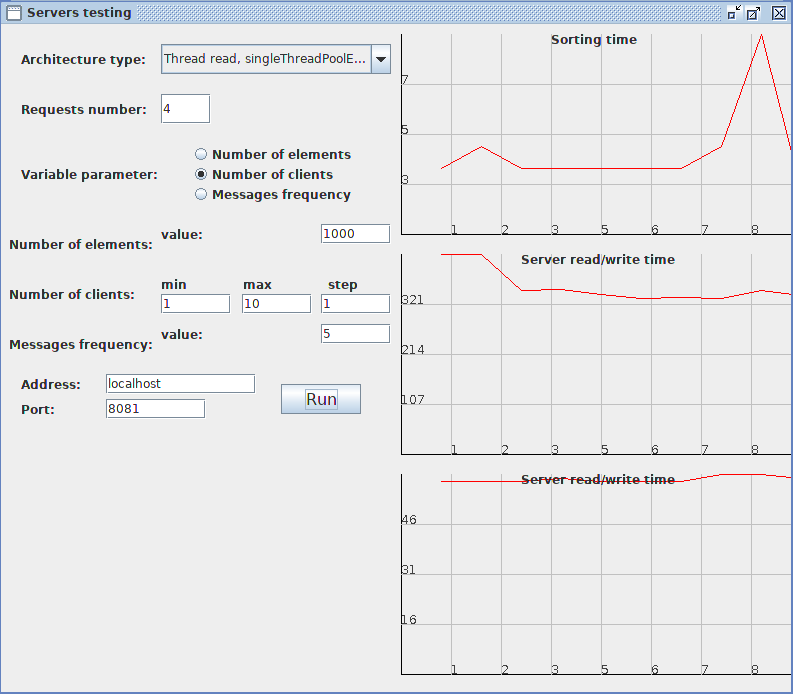 Servers testing
Architecture type: Thread read, singleThreadPoolE...
Requests number: 4
Variable parameter:
Number of elements
Number of clients
Messages frequency
Number of elements: value: 1000
min max step
Number of clients: 1 10 1
Messages frequency: value: 5
Address: localhost
Port: 8081
Run
Sorting time
7
5
3
1 2 3 5 6 7 8
Server read/write time
321
214
107
1 2 3 5 6 7 8
Server read/write time
46
31
16
1 2 3 5 6 7 8